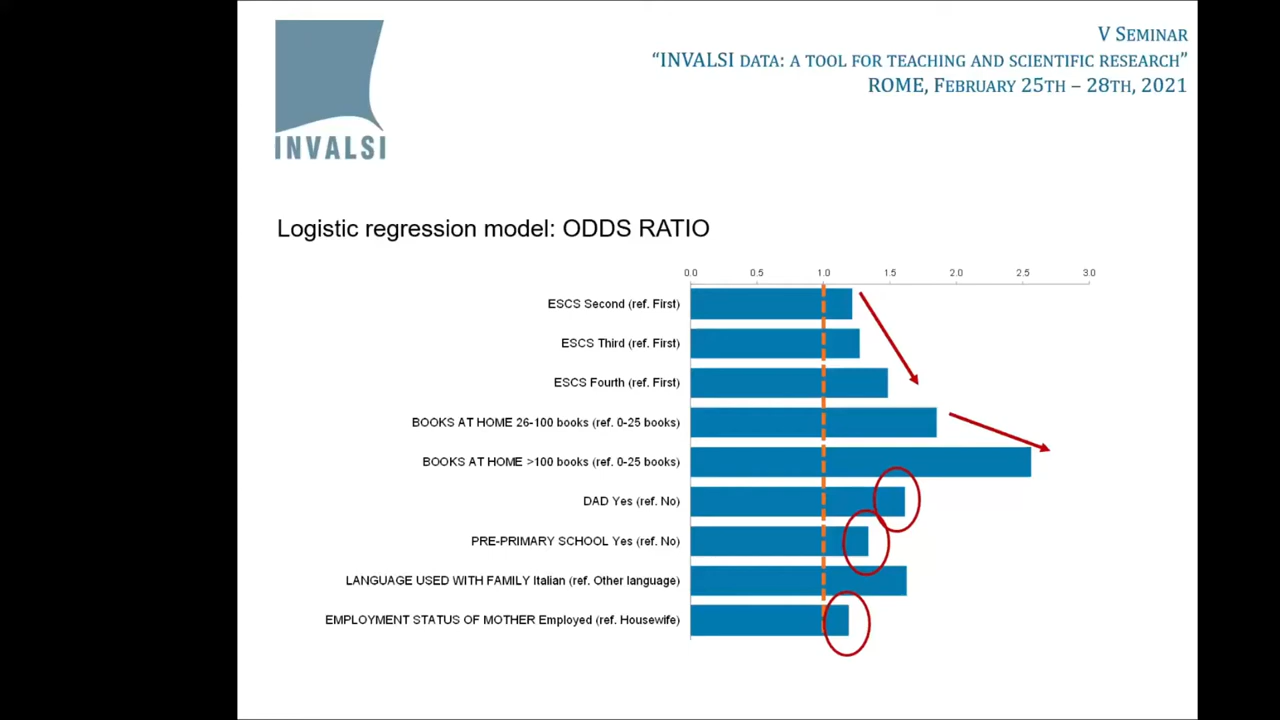 V SEMINAR
“INVALSI DATA: A TOOL FOR TEACHING AND SCIENTIFIC RESEARCH”
ROME, FEBRUARY 25TH – 28TH, 2021
INVALSI
Logistic regression model: ODDS RATIO
0.0 0.5 1.0 1.5 2.0 2.5 3.0
ESCS Second (ref. First)
ESCS Third (ref. First)
ESCS Fourth (ref. First)
BOOKS AT HOME 26-100 books (ref. 0-25 books)
BOOKS AT HOME >100 books (ref. 0-25 books)
DAD Yes (ref. No)
PRE-PRIMARY SCHOOL Yes (ref. No)
LANGUAGE USED WITH FAMILY Italian (ref. Other language)
EMPLOYMENT STATUS OF MOTHER Employed (ref. Housewife)